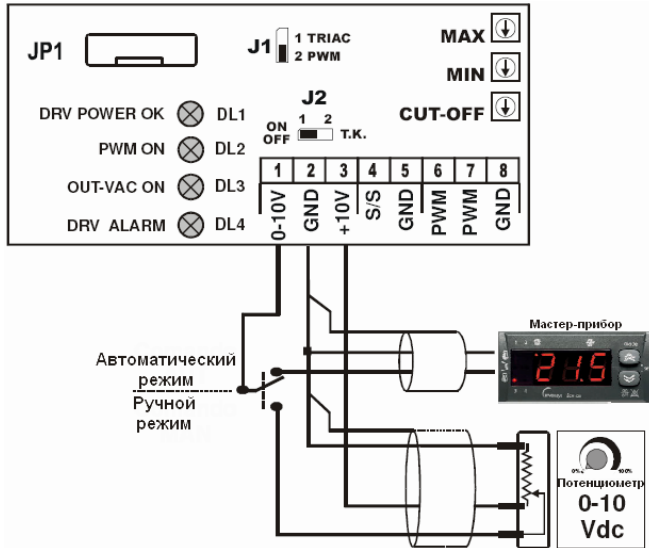 JP1
J1
1 TRIAC
2 PWM
MAX
MIN
CUT-OFF
J2
1 2
ON
OFF
T.K.
DRV POWER OK DL1
PWM ON DL2
OUT-VAC ON DL3
DRV ALARM DL4
1 2 3 4 5 6 7 8
0-10V
GND
+10V
S/S
GND
PWM
PWM
GND
Мастер-прибор
21.5
Автоматический
режим
Ручной
режим
0% 100%
Потенциометр
0-10
Vdc